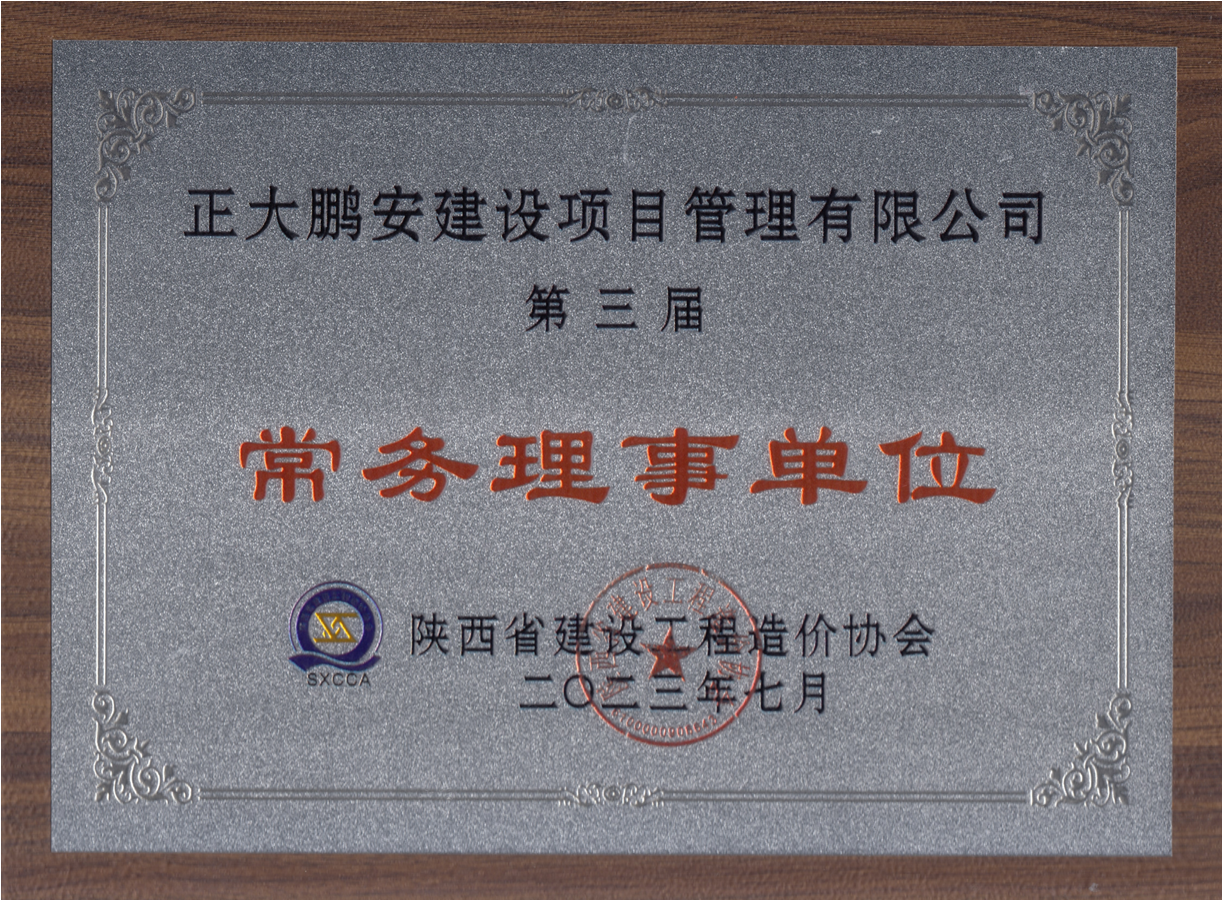 正大鹏安建设项目管理有限公司
第三届
常务理事单位
陕西省建设工程造价协会
SXCCA
二〇二三年七月